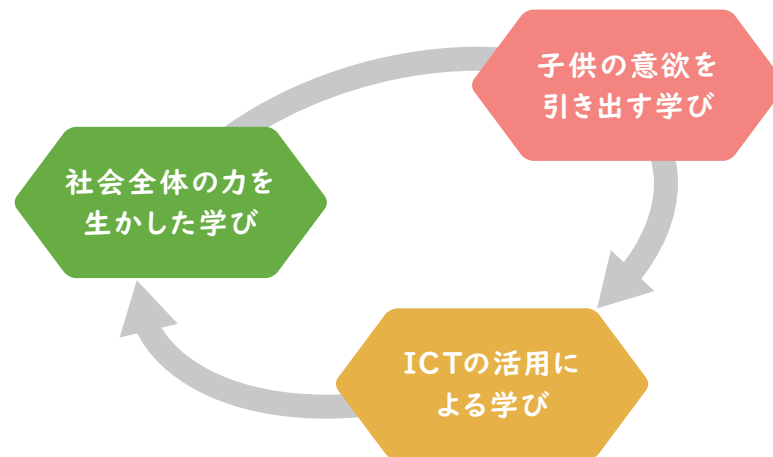 子供の意欲を
引き出す学び
社会全体の力を
生かした学び
ICTの活用に
よる学び